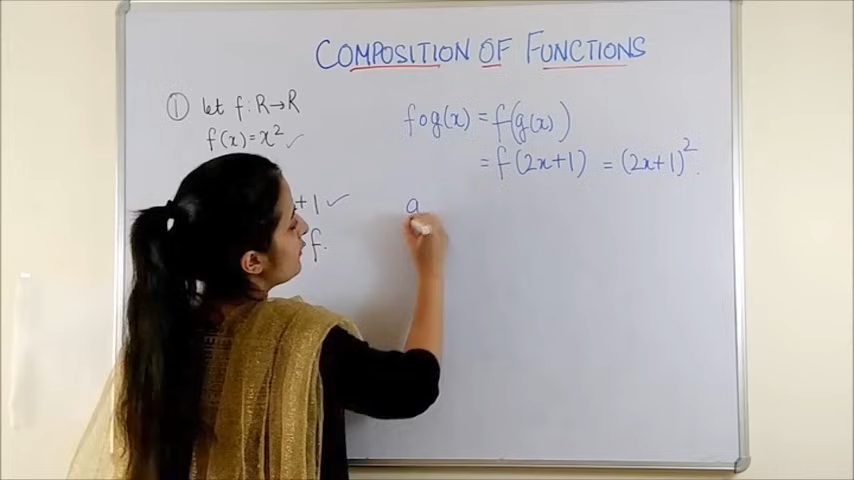 COMPOSITION OF FUNCTIONS
① let f: R→R
f(x)=x² ✓
+1 ✓
f.
fog(x) = f(g(x))
= f(2x+1) = (2x+1)².
g